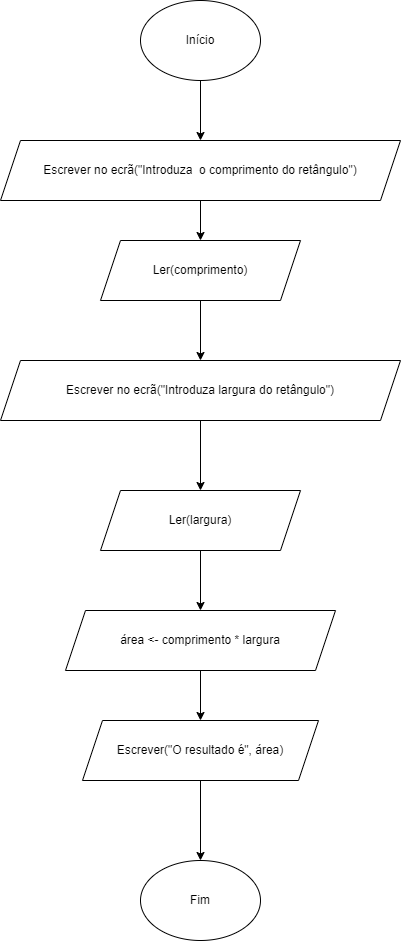 Início
Escrever no ecrã("Introduza  o comprimento do retângulo")
Ler(comprimento)
Escrever no ecrã("Introduza largura do retângulo")
Ler(largura)
área <- comprimento * largura
Escrever("O resultado é", área)
Fim